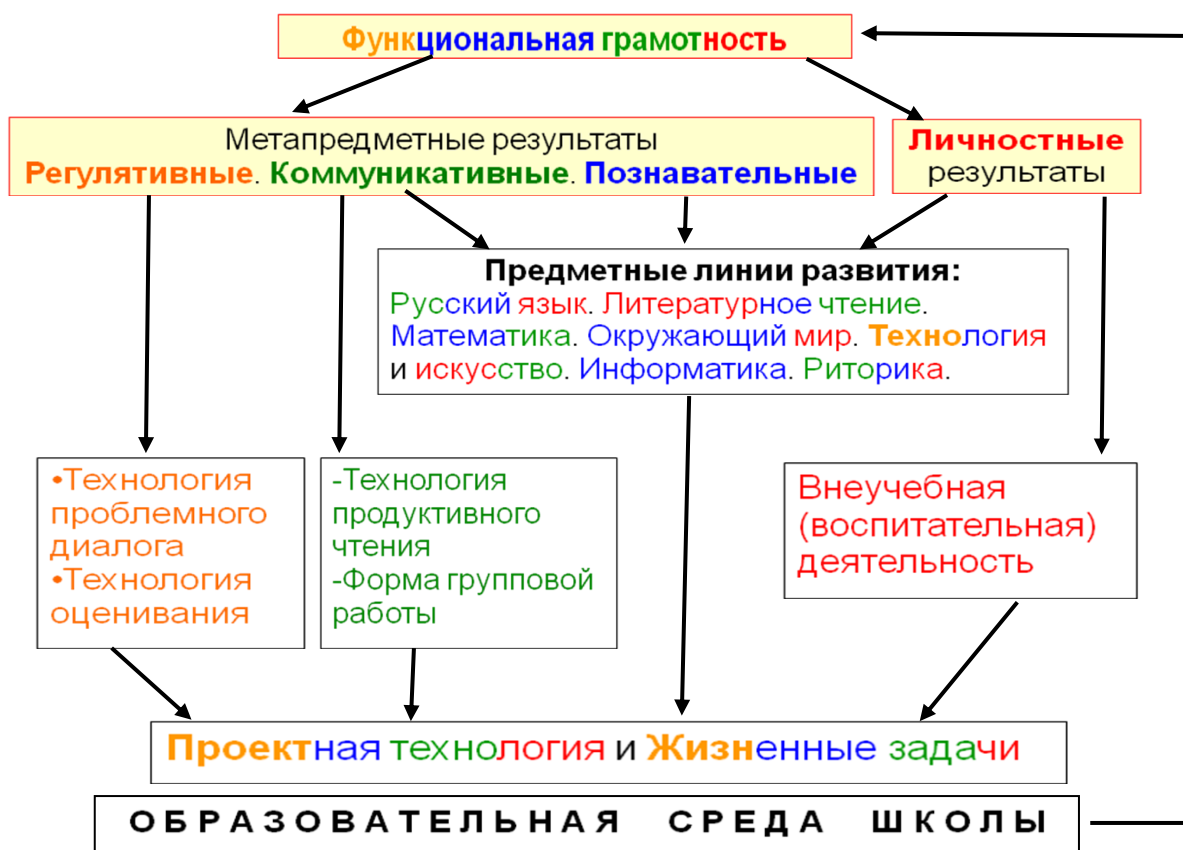 Функциональная грамотность
Метапредметные результаты
Регулятивные. Коммуникативные. Познавательные
Личностные
результаты
Предметные линии развития:
Русский язык. Литературное чтение.
Математика. Окружающий мир. Технология
и искусство. Информатика. Риторика.
•Технология
проблемного
диалога
•Технология
оценивания
-Технология
продуктивного
чтения
-Форма групповой
работы
Внеучебная
(воспитательная)
деятельность
Проектная технология и Жизненные задачи
ОБРАЗОВАТЕЛЬНАЯ СРЕДА ШКОЛЫ